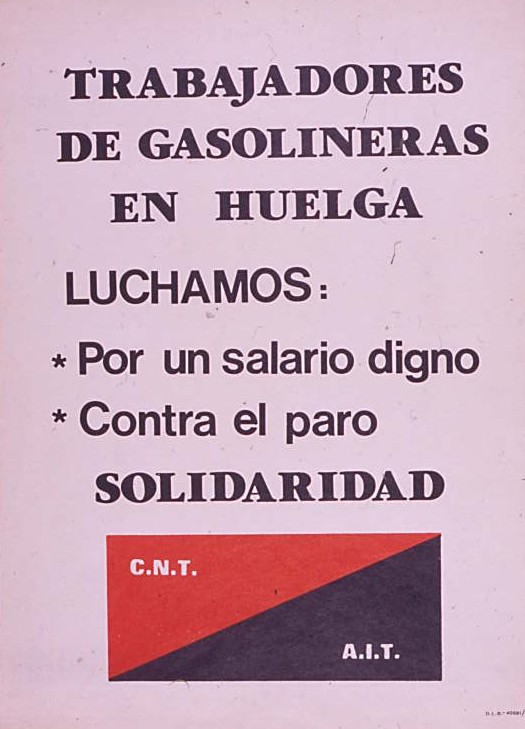 TRABAJADORES
DE GASOLINERAS
EN HUELGA
LUCHAMOS:
* Por un salario digno
* Contra el paro
SOLIDARIDAD
C.N.T.
A.I.T.